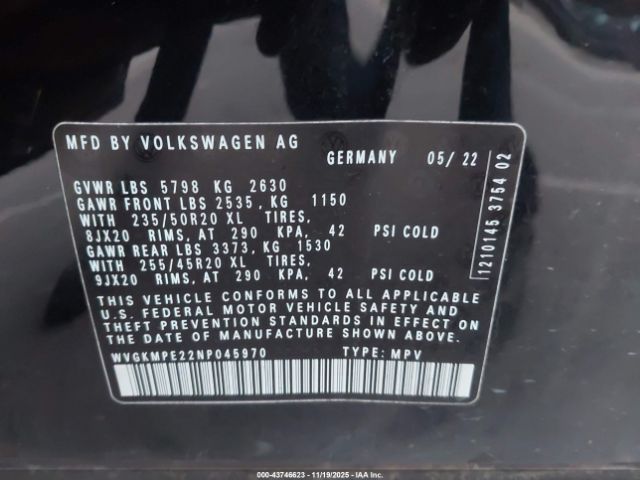 MFD BY VOLKSWAGEN AG
GERMANY 05/ 22
GVWR LBS 5798 KG 2630
GAWR FRONT LBS 2535, KG 1150
WITH 235/50R20 XL TIRES,
8JX20 RIMS, AT 290 KPA, 42 PSI COLD
GAWR REAR LBS 3373, KG 1530
WITH 255/45R20 XL TIRES,
9JX20 RIMS, AT 290 KPA, 42 PSI COLD
THIS VEHICLE CONFORMS TO ALL APPLICABLE
U.S. FEDERAL MOTOR VEHICLE SAFETY AND
THEFT PREVENTION STANDARDS IN EFFECT ON
THE DATE OF MANUFACTURE SHOWN ABOVE.
WVGKMPE22NP045970 TYPE: MPV
1210145 3754 02
000-43746623 - 11/19/2025 - IAA Inc.